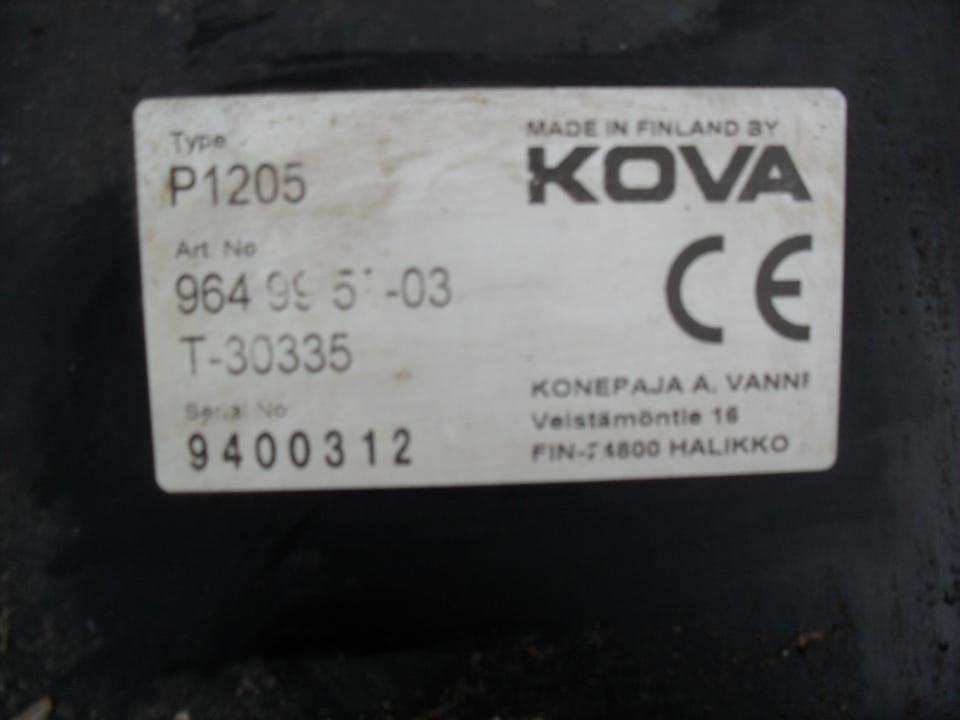 Type
P1205
Art. No
964 -03
T-30335
Serial No
9400312
MADE IN FINLAND BY
KOVA
CE
KONEPAJA A.
Veistämöntie 16
HALIKKO